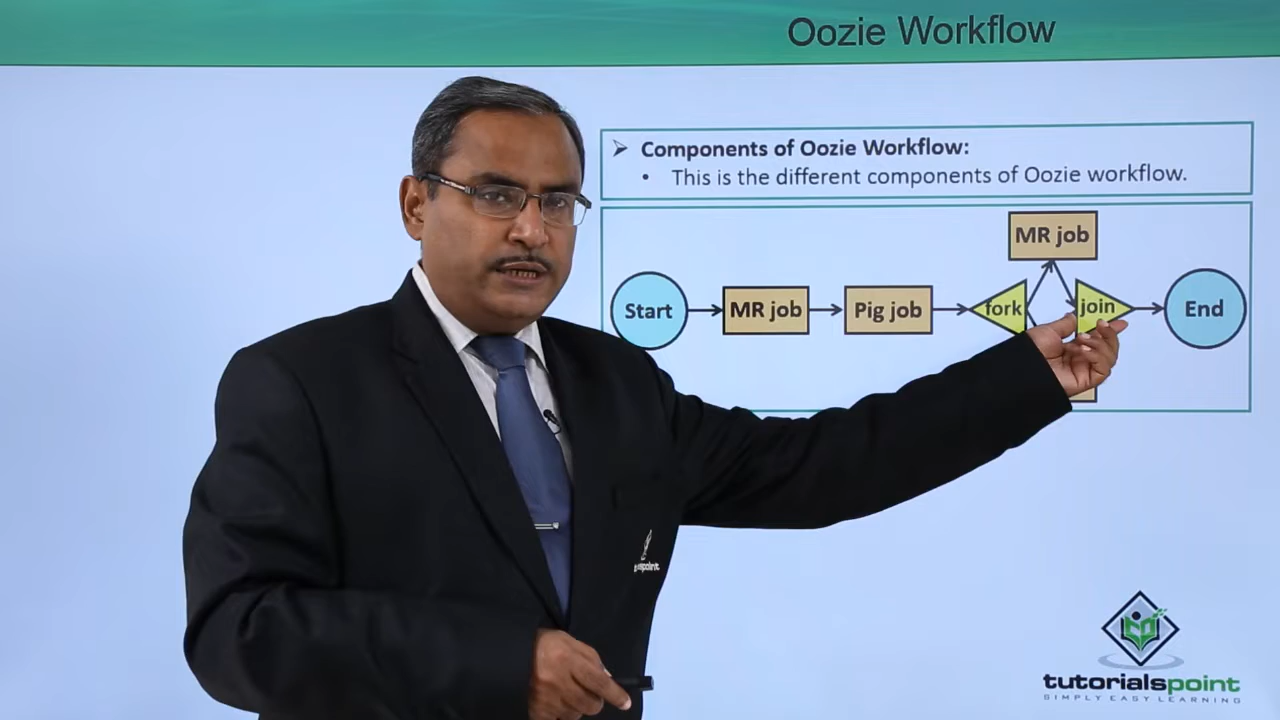 Oozie Workflow
Components of Oozie Workflow:
This is the different components of Oozie workflow.
MR job
Start
MR job
Pig job
fork
join
End
tutorialspoint
SIMPLY EASY LEARNING